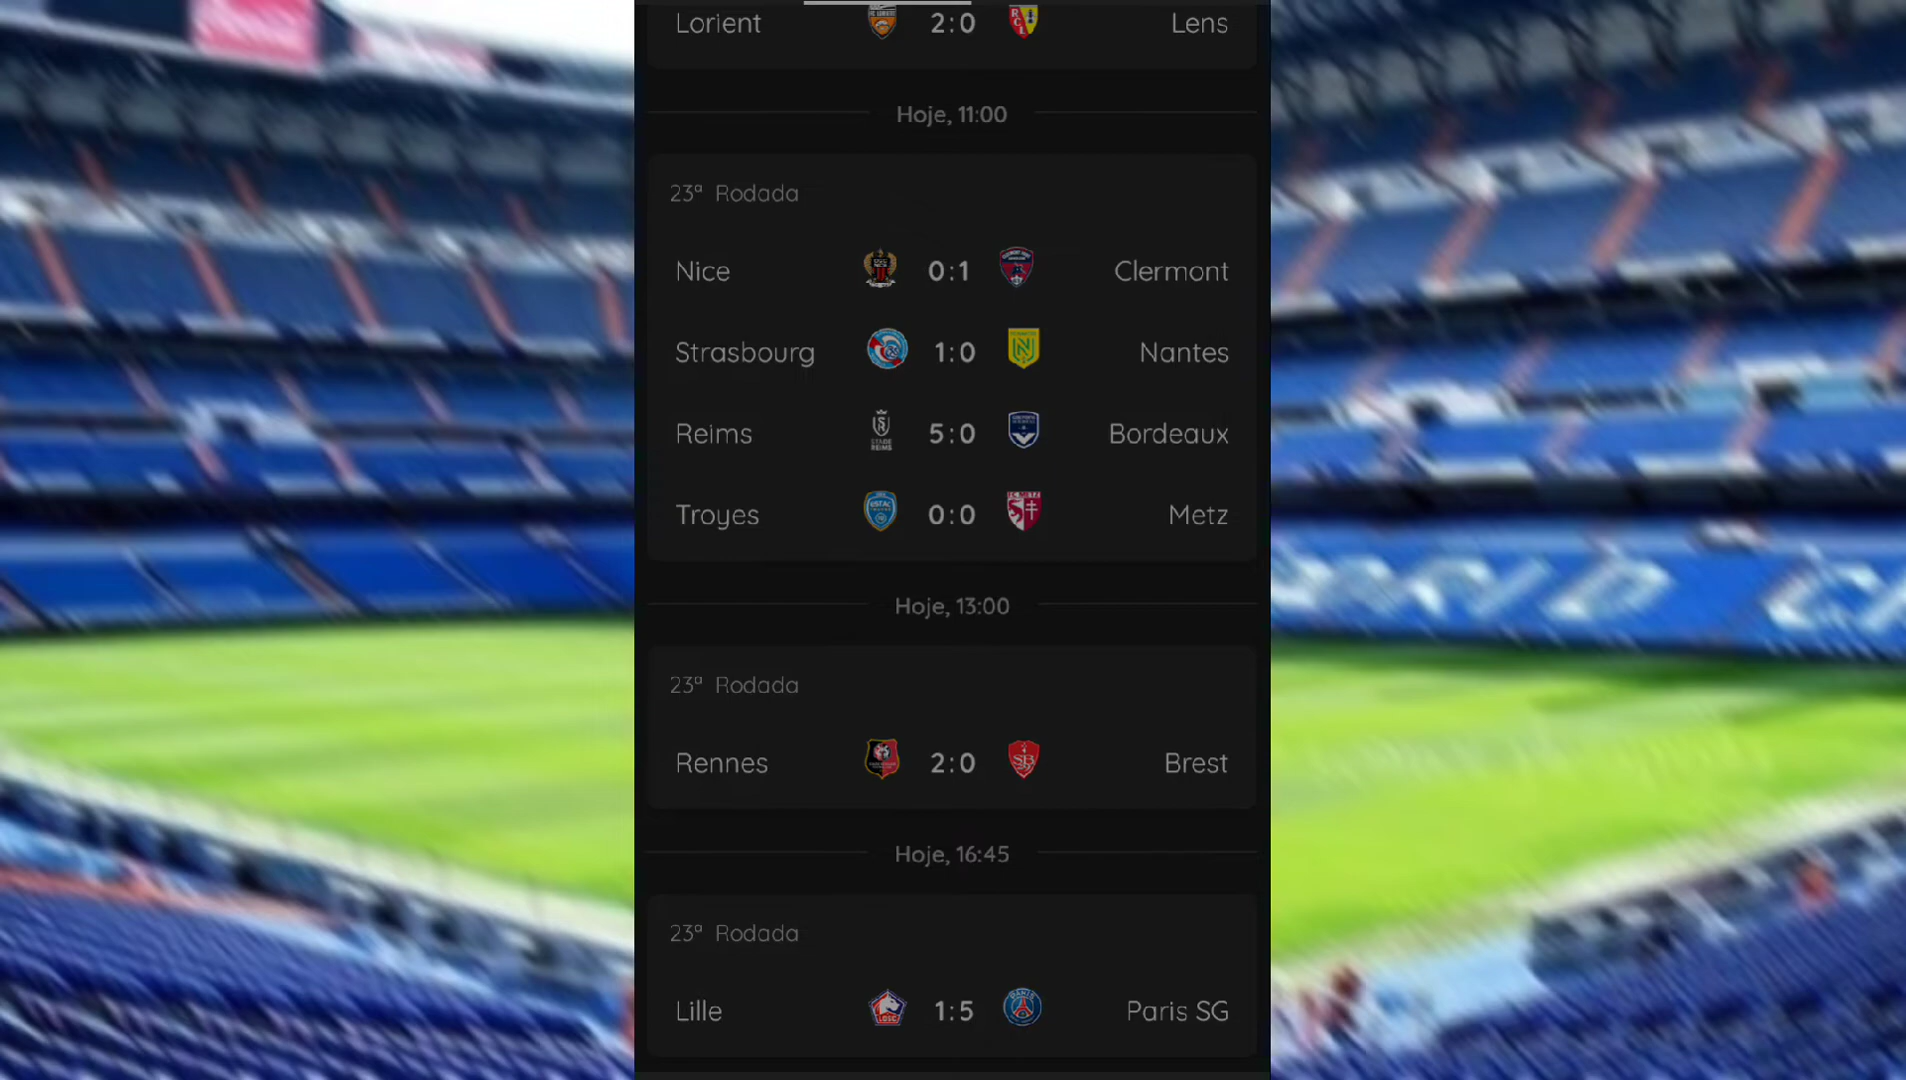 Lorient 2:0 Lens
Hoje, 11:00
23ª Rodada
Nice 0:1 Clermont
Strasbourg 1:0 Nantes
Reims 5:0 Bordeaux
Troyes 0:0 Metz
Hoje, 13:00
23ª Rodada
Rennes 2:0 Brest
Hoje, 16:45
23ª Rodada
Lille 1:5 Paris SG